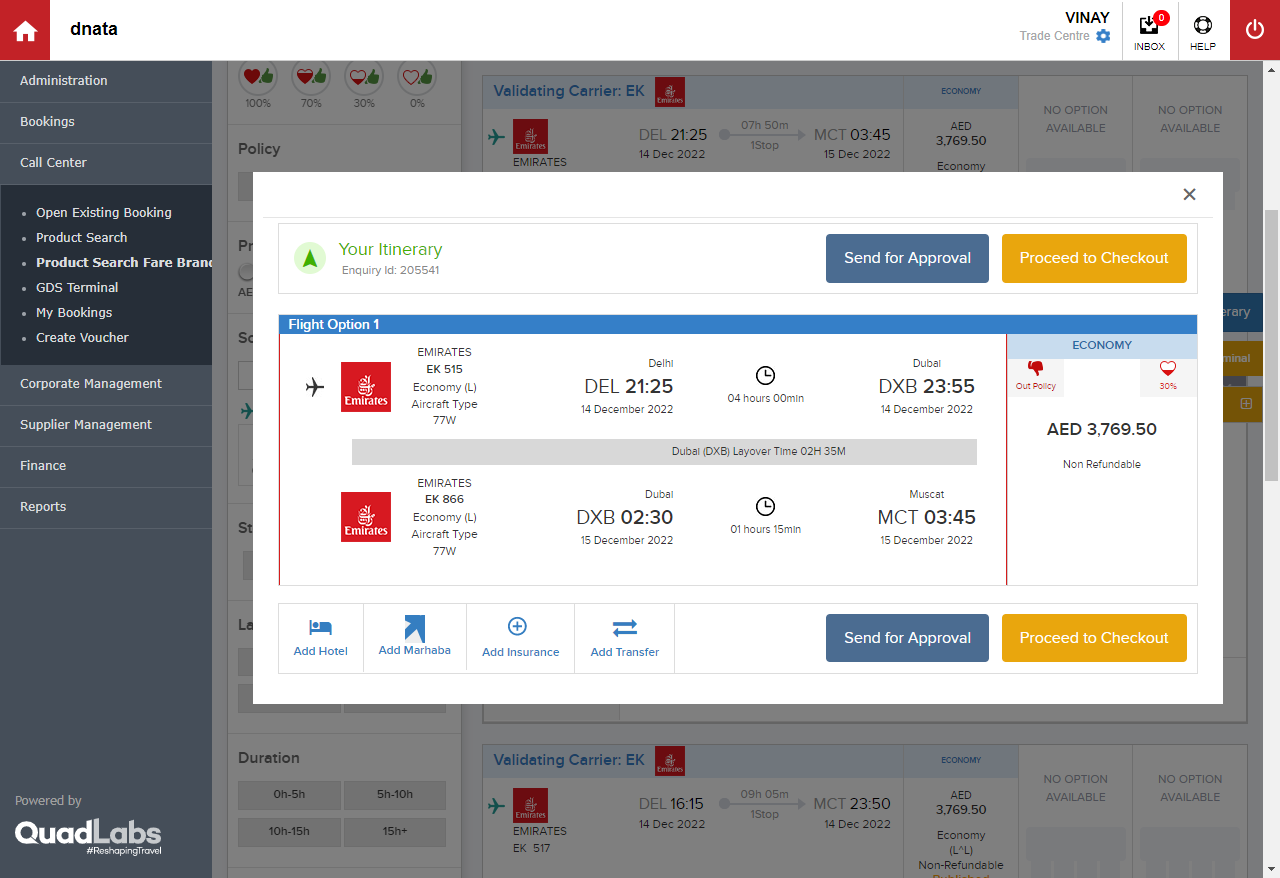 dnata
VINAY
Trade Centre
0
INBOX
HELP
Administration
Bookings
Call Center
Open Existing Booking
Product Search
Product Search Fare Brand
GDS Terminal
My Bookings
Create Voucher
Corporate Management
Supplier Management
Finance
Reports
Powered by
QuadLabs
#ReshapingTravel
100% 70% 30% 0%
Policy
Duration
0h-5h 5h-10h
10h-15h 15h+
Validating Carrier: EK
Emirates
ECONOMY
Emirates
EMIRATES
DEL 21:25
14 Dec 2022
07h 50m
1Stop
MCT 03:45
15 Dec 2022
AED
3,769.50
Economy
NO OPTION
AVAILABLE
NO OPTION
AVAILABLE
Your Itinerary
Enquiry Id: 205541
Send for Approval
Proceed to Checkout
Flight Option 1
Emirates
EMIRATES
EK 515
Economy (L)
Aircraft Type
77W
Delhi
DEL 21:25
14 December 2022
04 hours 00min
Dubai
DXB 23:55
14 December 2022
Dubai (DXB) Layover Time 02H 35M
Emirates
EMIRATES
EK 866
Economy (L)
Aircraft Type
77W
Dubai
DXB 02:30
15 December 2022
01 hours 15min
Muscat
MCT 03:45
15 December 2022
ECONOMY
Out Policy
30%
AED 3,769.50
Non Refundable
Add Hotel
Add Marhaba
Add Insurance
Add Transfer
Send for Approval
Proceed to Checkout
Validating Carrier: EK
Emirates
ECONOMY
Emirates
EMIRATES
EK 517
DEL 16:15
14 Dec 2022
09h 05m
1Stop
MCT 23:50
14 Dec 2022
AED
3,769.50
Economy
(L^L)
Non-Refundable
Published
NO OPTION
AVAILABLE
NO OPTION
AVAILABLE